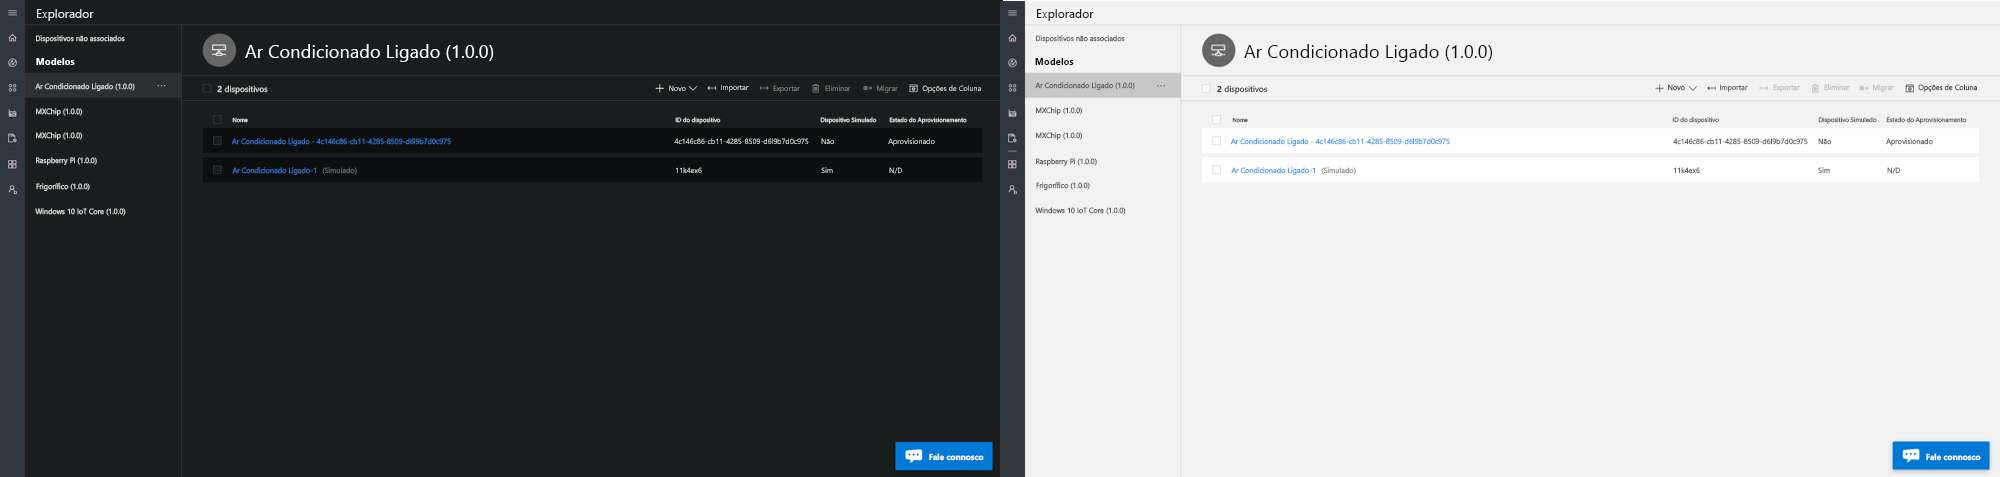 Explorador
Dispositivos não associados
Modelos
Ar Condicionado Ligado (1.0.0) ...
MXChip (1.0.0)
MXChip (1.0.0)
Raspberry Pi (1.0.0)
Frigorífico (1.0.0)
Windows 10 IoT Core (1.0.0)
Ar Condicionado Ligado (1.0.0)
2 dispositivos
Novo Importar Exportar Eliminar Migrar Opções de Coluna
Nome ID do dispositivo Dispositivo Simulado Estado do Aprovisionamento
Ar Condicionado Ligado - 4c146c86-cb11-4285-8509-d6l9b7d0c975 4c146c86-cb11-4285-8509-d6l9b7d0c975 Não Aprovisionado
Ar Condicionado Ligado-1 (Simulado) 11k4ex6 Sim N/D
Fale connosco
Explorador
Dispositivos não associados
Modelos
Ar Condicionado Ligado (1.0.0) ...
MXChip (1.0.0)
MXChip (1.0.0)
Raspberry Pi (1.0.0)
Frigorífico (1.0.0)
Windows 10 IoT Core (1.0.0)
Ar Condicionado Ligado (1.0.0)
2 dispositivos
Novo Importar Exportar Eliminar Migrar Opções de Coluna
Nome ID do dispositivo Dispositivo Simulado Estado do Aprovisionamento
Ar Condicionado Ligado - 4c146c86-cb11-4285-8509-d6l9b7d0c975 4c146c86-cb11-4285-8509-d6l9b7d0c975 Não Aprovisionado
Ar Condicionado Ligado-1 (Simulado) 11k4ex6 Sim N/D
Fale connosco